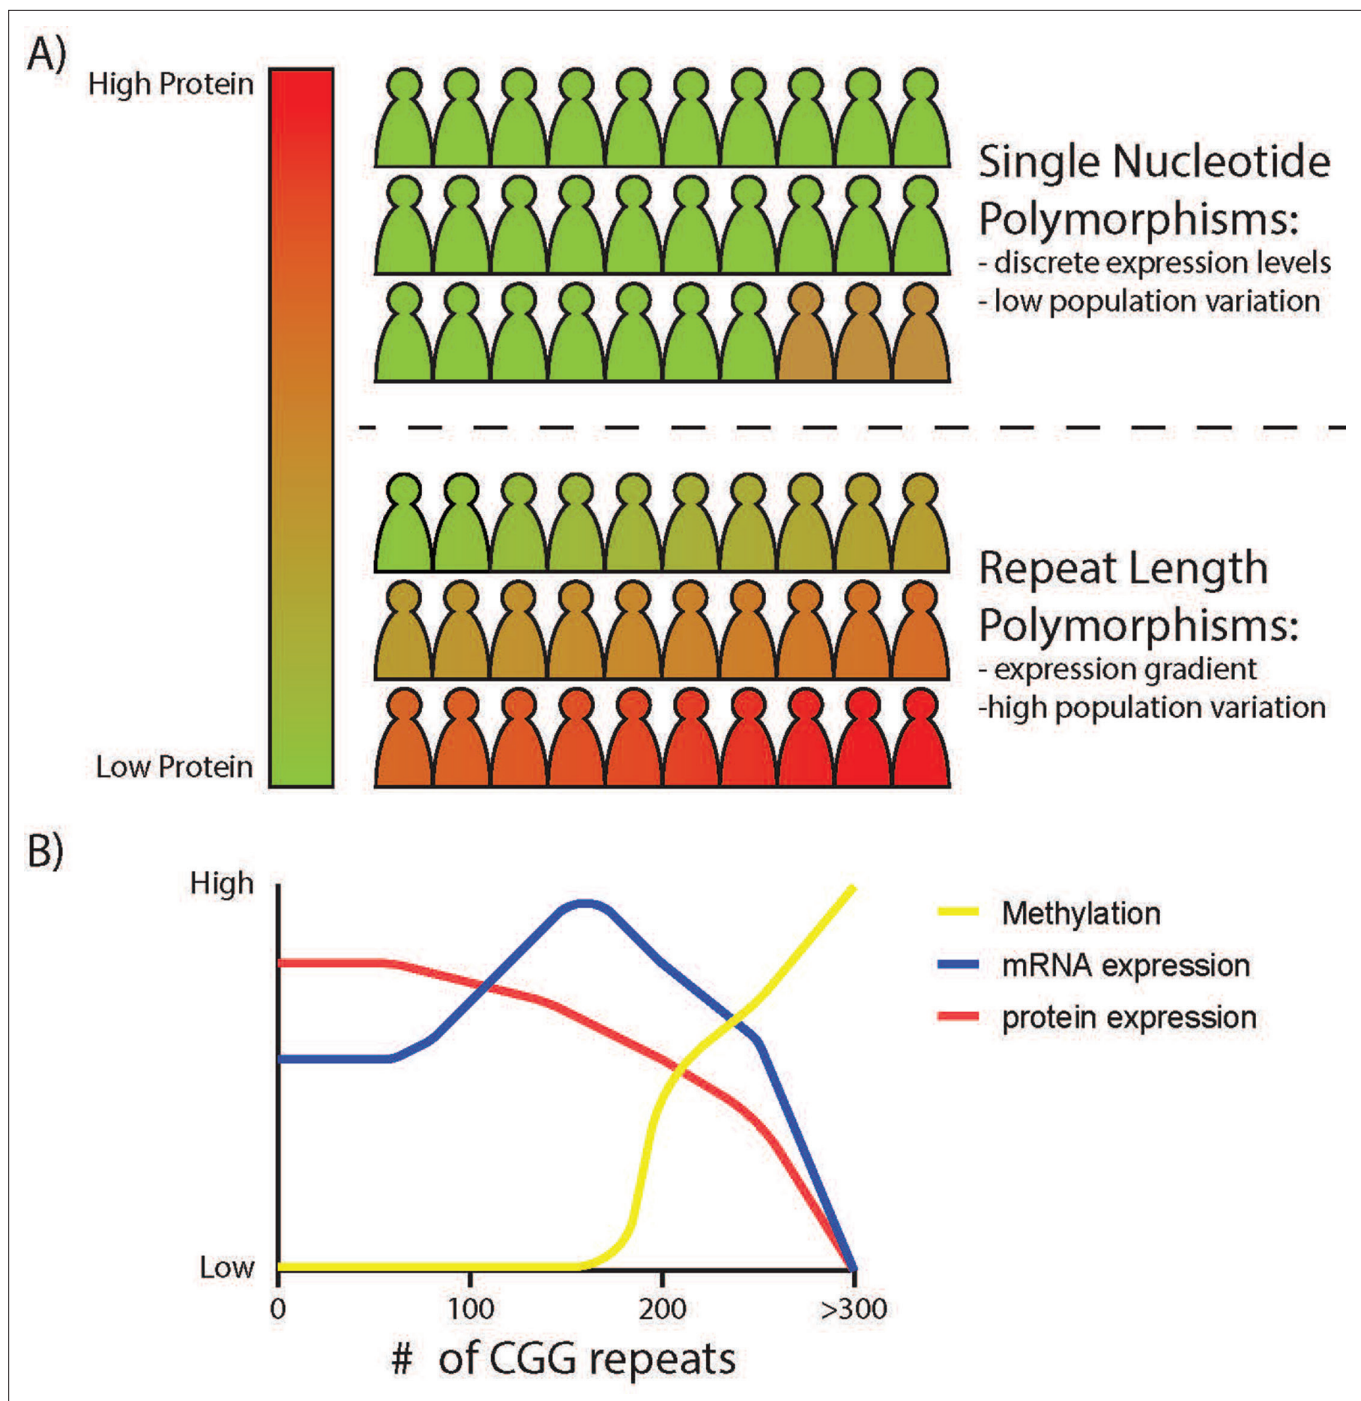 A)
High Protein
Low Protein
Single Nucleotide
Polymorphisms:
- discrete expression levels
- low population variation
Repeat Length
Polymorphisms:
- expression gradient
-high population variation
B)
High
Low
0
100
200
>300
# of CGG repeats
Methylation
mRNA expression
protein expression